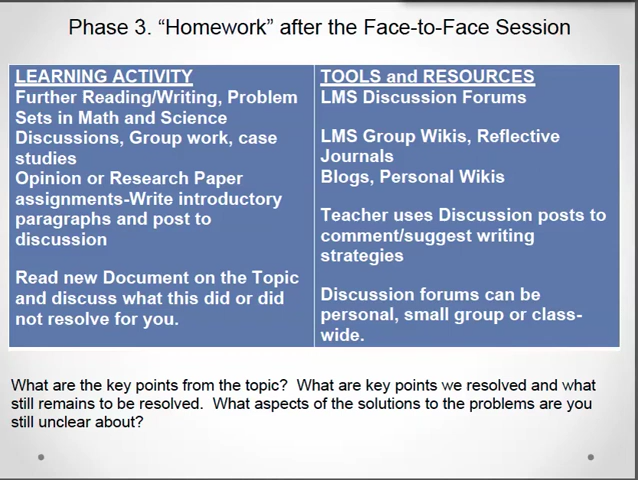 Phase 3. “Homework” after the Face-to-Face Session
LEARNING ACTIVITY
Further Reading/Writing, Problem
Sets in Math and Science
Discussions, Group work, case
studies
Opinion or Research Paper
assignments-Write introductory
paragraphs and post to
discussion
Read new Document on the Topic
and discuss what this did or did
not resolve for you.
TOOLS and RESOURCES
LMS Discussion Forums
LMS Group Wikis, Reflective
Journals
Blogs, Personal Wikis
Teacher uses Discussion posts to
comment/suggest writing
strategies
Discussion forums can be
personal, small group or class-
wide.
What are the key points from the topic?  What are key points we resolved and what
still remains to be resolved.  What aspects of the solutions to the problems are you
still unclear about?